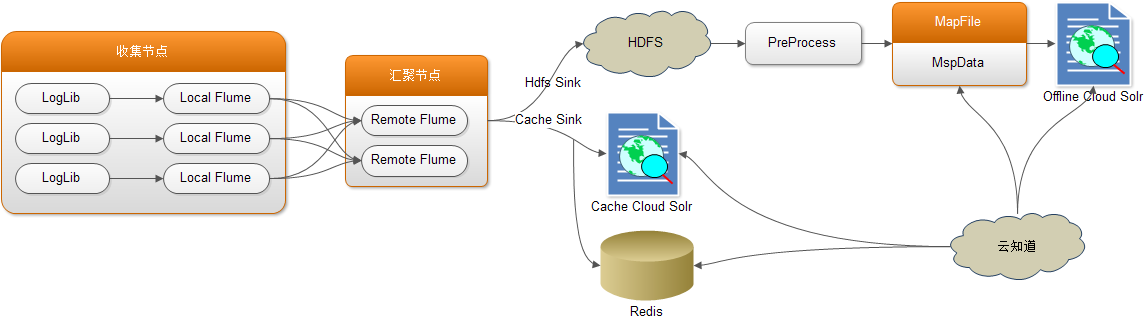 收集节点
LogLib
Local Flume
LogLib
Local Flume
LogLib
Local Flume
汇聚节点
Remote Flume
Remote Flume
Hdfs Sink
Cache Sink
HDFS
PreProcess
MapFile
MspData
Offline Cloud Solr
Cache Cloud Solr
Redis
云知道